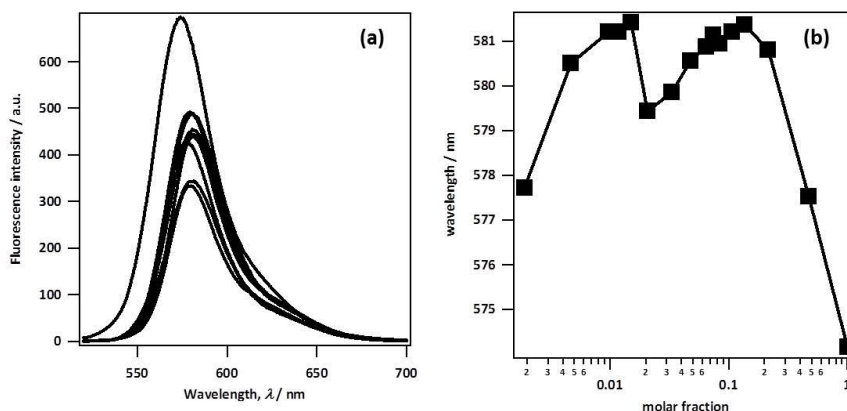 (a)
Fluorescence intensity / a.u.
600
500
400
300
200
100
0
550
600
650
700
Wavelength, λ / nm
(b)
wavelength / nm
581
580
579
578
577
576
575
2 3 4 5 6 0.01 2 3 4 5 6 0.1 2 3 4 5 6 1
molar fraction